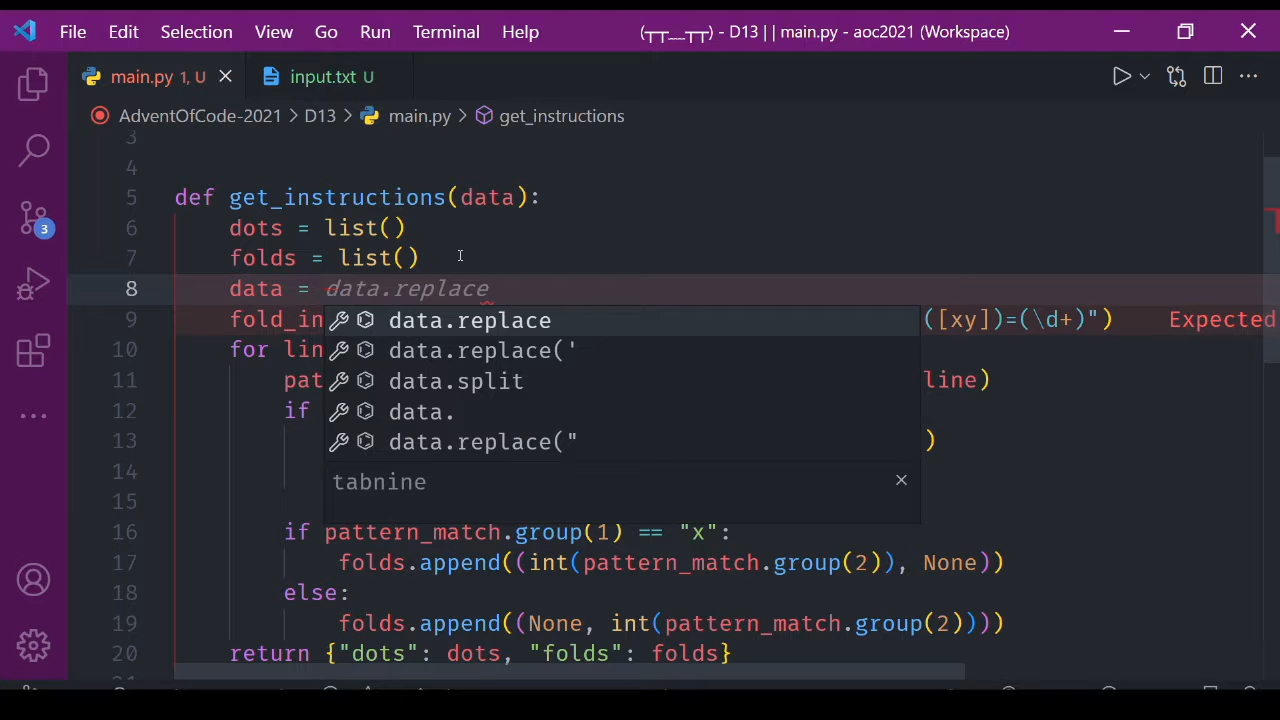 File Edit Selection View Go Run Terminal Help (┬┬﹏┬┬) - D13 | | main.py - aoc2021 (Workspace)
main.py 1, U input.txt U
AdventOfCode-2021 > D13 > main.py > get_instructions
3
4
5 def get_instructions(data):
6 dots = list()
7 folds = list()
8 data = data.replace
9 fold_in ([xy])=(\d+)") Expected
10 for lin
11 pat line)
12 if
13 )
14
15
16 if pattern_match.group(1) == "x":
17 folds.append((int(pattern_match.group(2)), None))
18 else:
19 folds.append((None, int(pattern_match.group(2))))
20 return {"dots": dots, "folds": folds}
data.replace
data.replace('
data.split
data.
data.replace("
tabnine
3